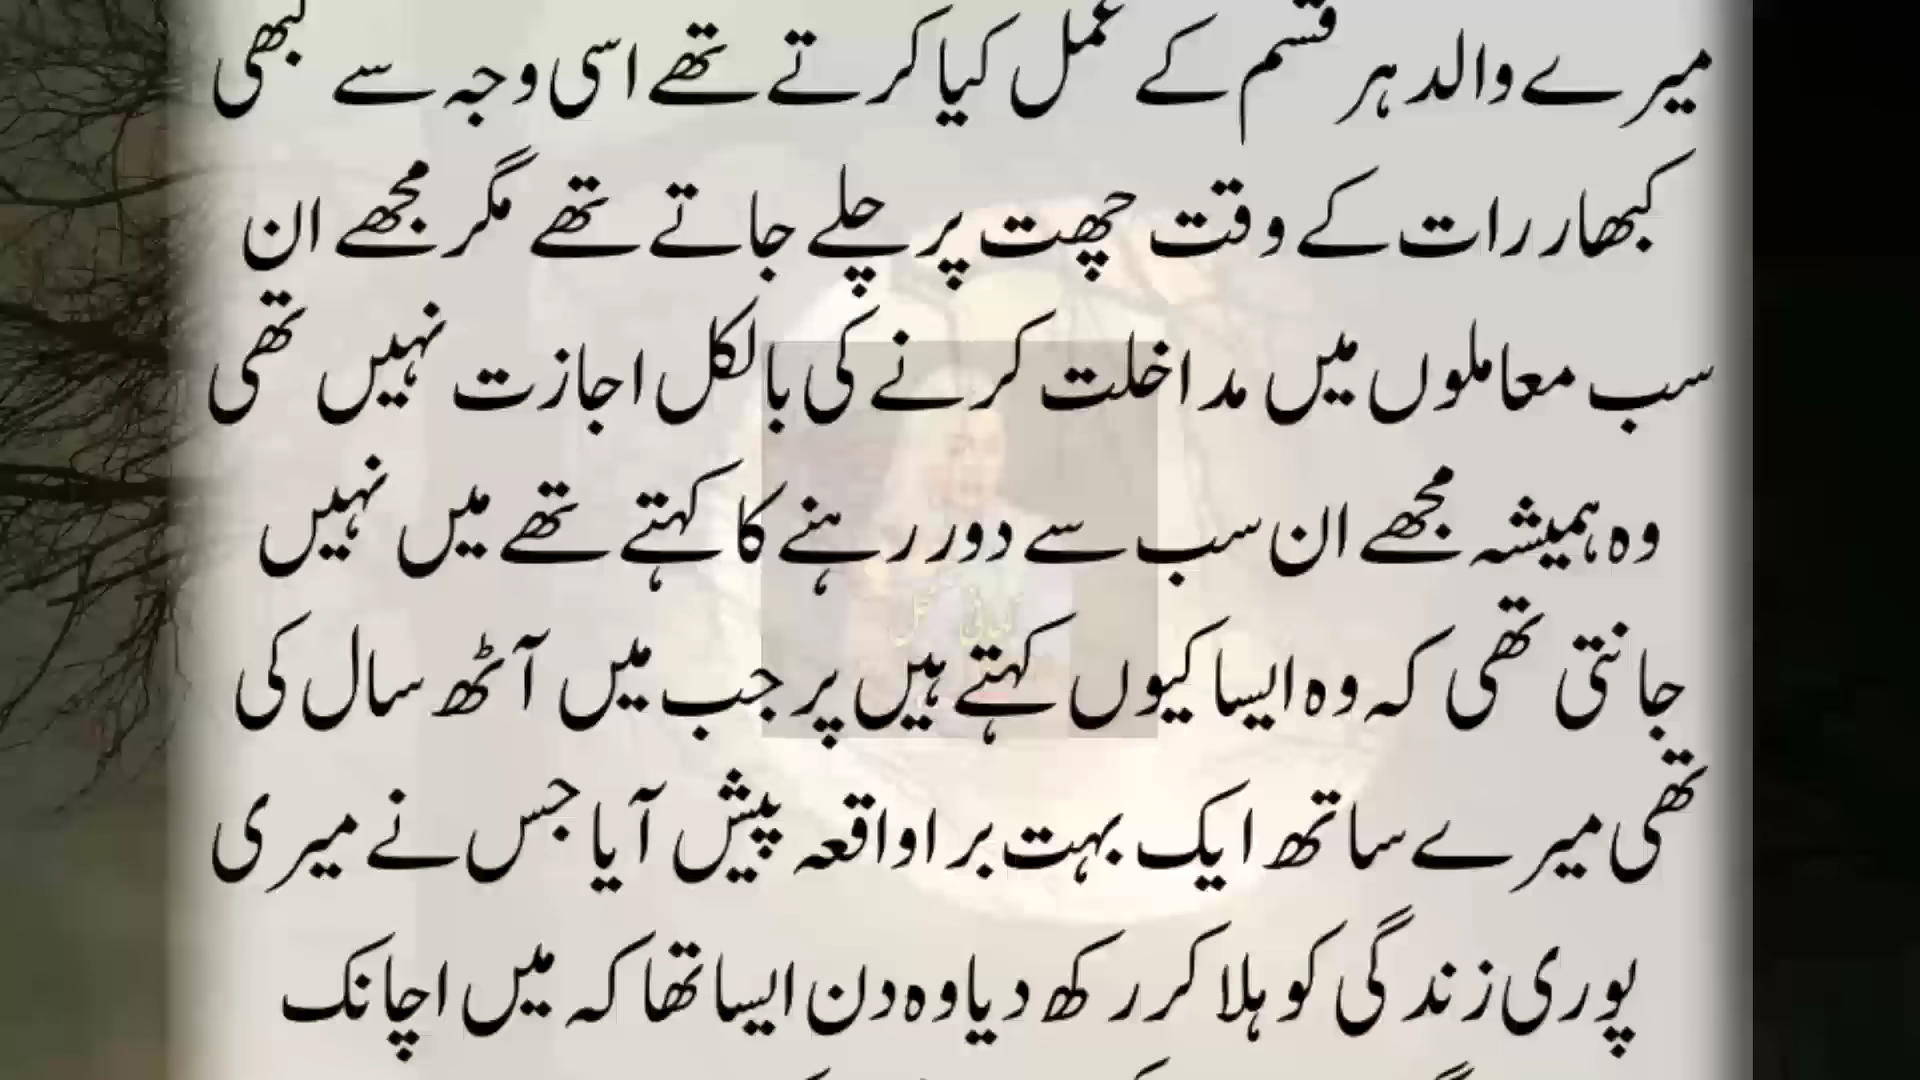 میرے والد ہر قسم کے عمل کیا کرتے تھے اسی وجہ سے کبھی
کبھار رات کے وقت چھت پر چلے جاتے تھے مگر مجھے ان
سب معاملوں میں مداخلت کرنے کی بالکل اجازت نہیں تھی
وہ ہمیشہ مجھے ان سب سے دور رہنے کا کہتے تھے میں نہیں
جانتی تھی کہ وہ ایسا کیوں کہتے ہیں پر جب میں آٹھ سال کی
تھی میرے ساتھ ایک بہت برا واقعہ پیش آیا جس نے میری
پوری زندگی کو ہلا کر رکھ دیا وہ دن ایسا تھا کہ میں اچانک